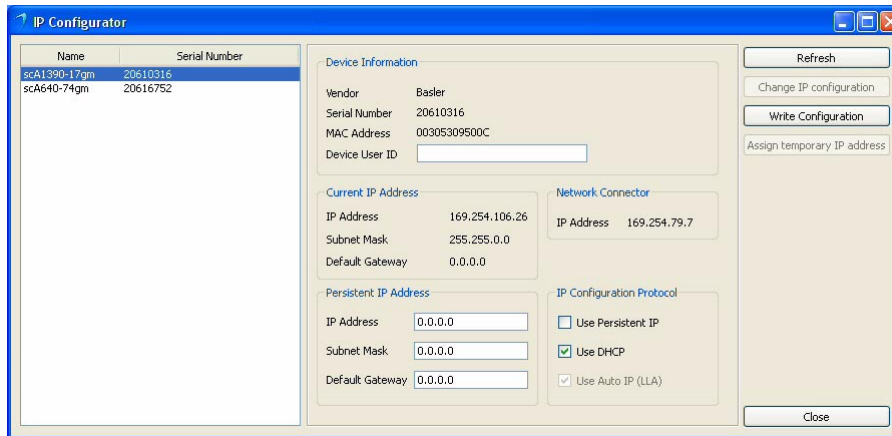 IP Configurator
Name Serial Number
scA1390-17gm 20610316
scA640-74gm 20616752
Device Information
Vendor Basler
Serial Number 20610316
MAC Address 00305309500C
Device User ID
Current IP Address
IP Address 169.254.106.26
Subnet Mask 255.255.0.0
Default Gateway 0.0.0.0
Network Connector
IP Address 169.254.79.7
Persistent IP Address
IP Address 0.0.0.0
Subnet Mask 0.0.0.0
Default Gateway 0.0.0.0
IP Configuration Protocol
Use Persistent IP
Use DHCP
Use Auto IP (LLA)
Refresh
Change IP configuration
Write Configuration
Assign temporary IP address
Close